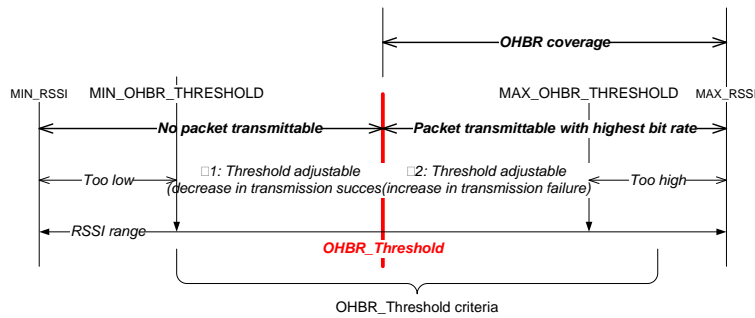 OHBR coverage
MIN_RSSI
MIN_OHBR_THRESHOLD
MAX_OHBR_THRESHOLD
MAX_RSSI
No packet transmittable
Packet transmittable with highest bit rate
□1: Threshold adjustable
(decrease in transmission succes
□2: Threshold adjustable
(increase in transmission failure)
Too low
Too high
RSSI range
OHBR_Threshold
OHBR_Threshold criteria